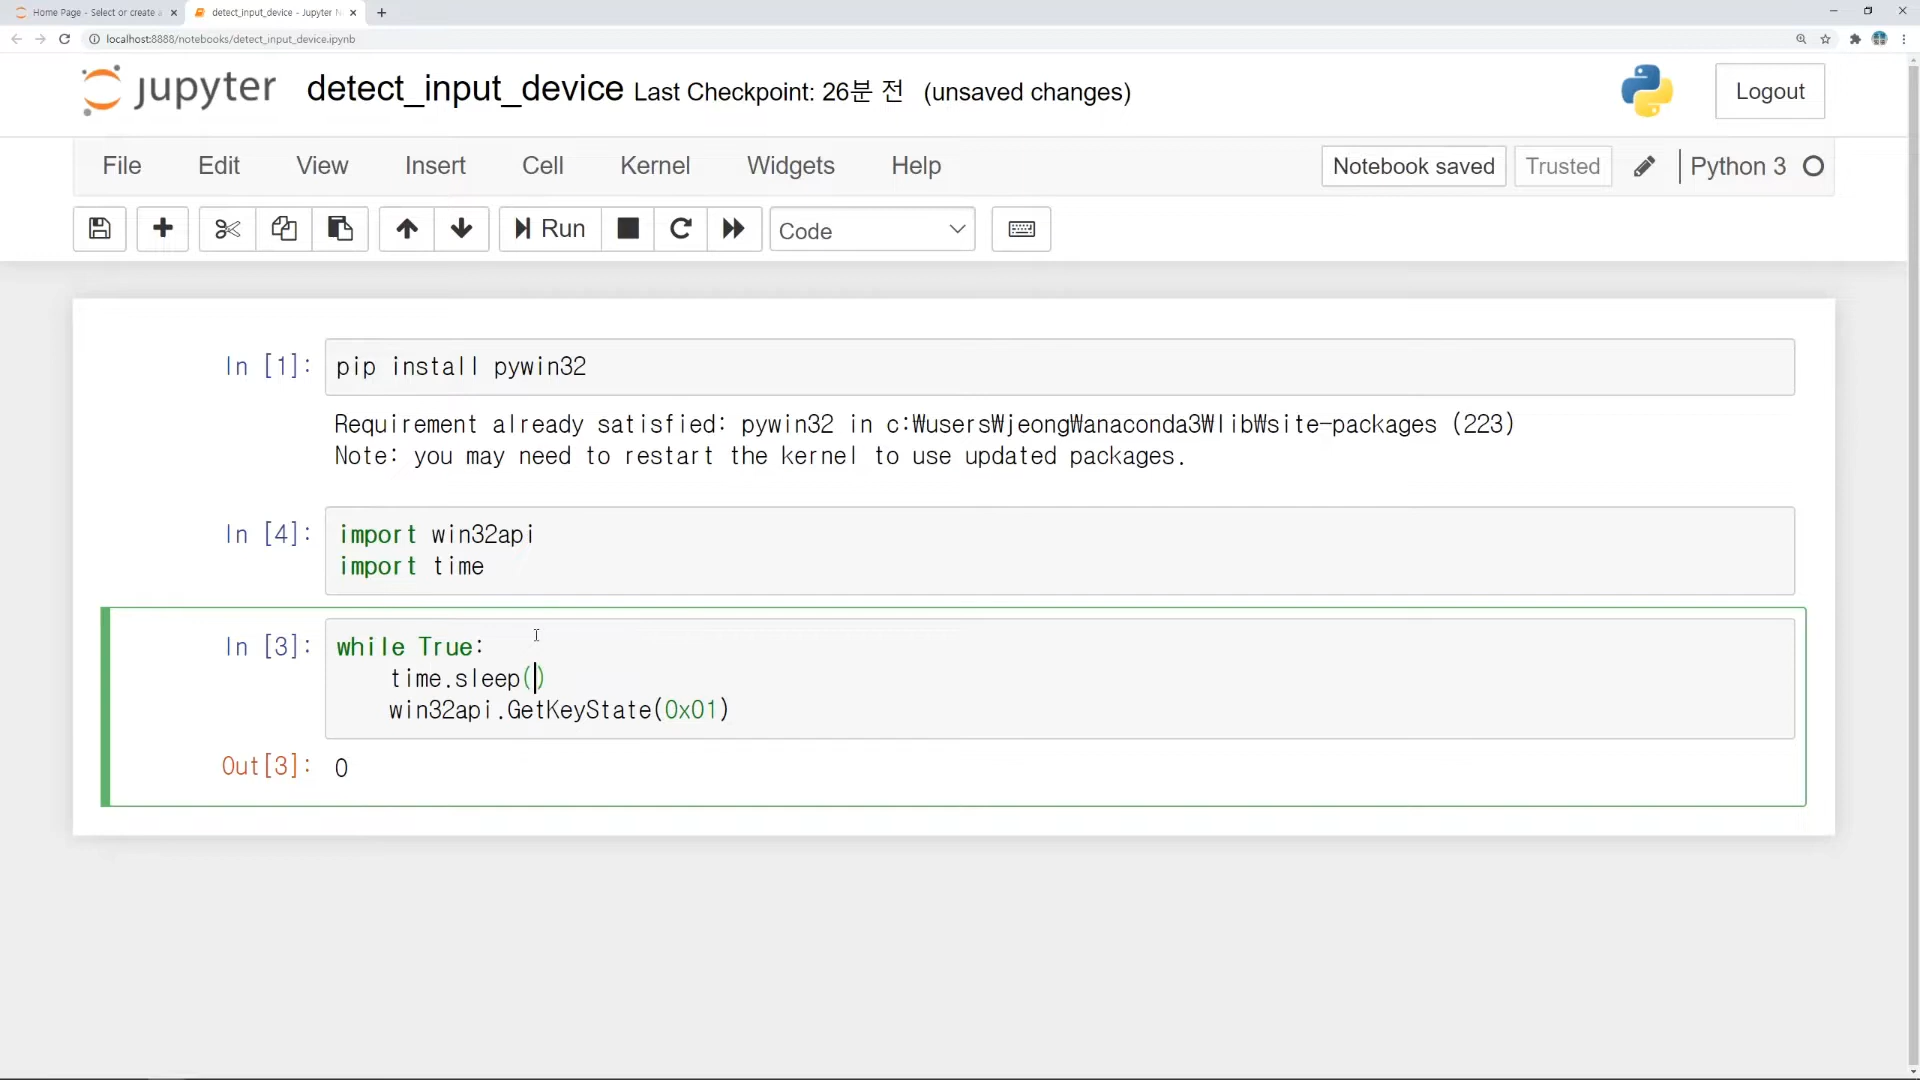 Home Page - Select or create a
detect_input_device - Jupyter N
localhost:8888/notebooks/detect_input_device.ipynb
jupyter detect_input_device Last Checkpoint: 26분 전 (unsaved changes)
Logout
File Edit View Insert Cell Kernel Widgets Help
Notebook saved Trusted Python 3
Run Code
In [1]: pip install pywin32
Requirement already satisfied: pywin32 in c:₩users₩jeong₩anaconda3₩lib₩site-packages (223)
Note: you may need to restart the kernel to use updated packages.
In [4]: import win32api
import time
In [3]: while True:
time.sleep()
win32api.GetKeyState(0x01)
Out[3]: 0